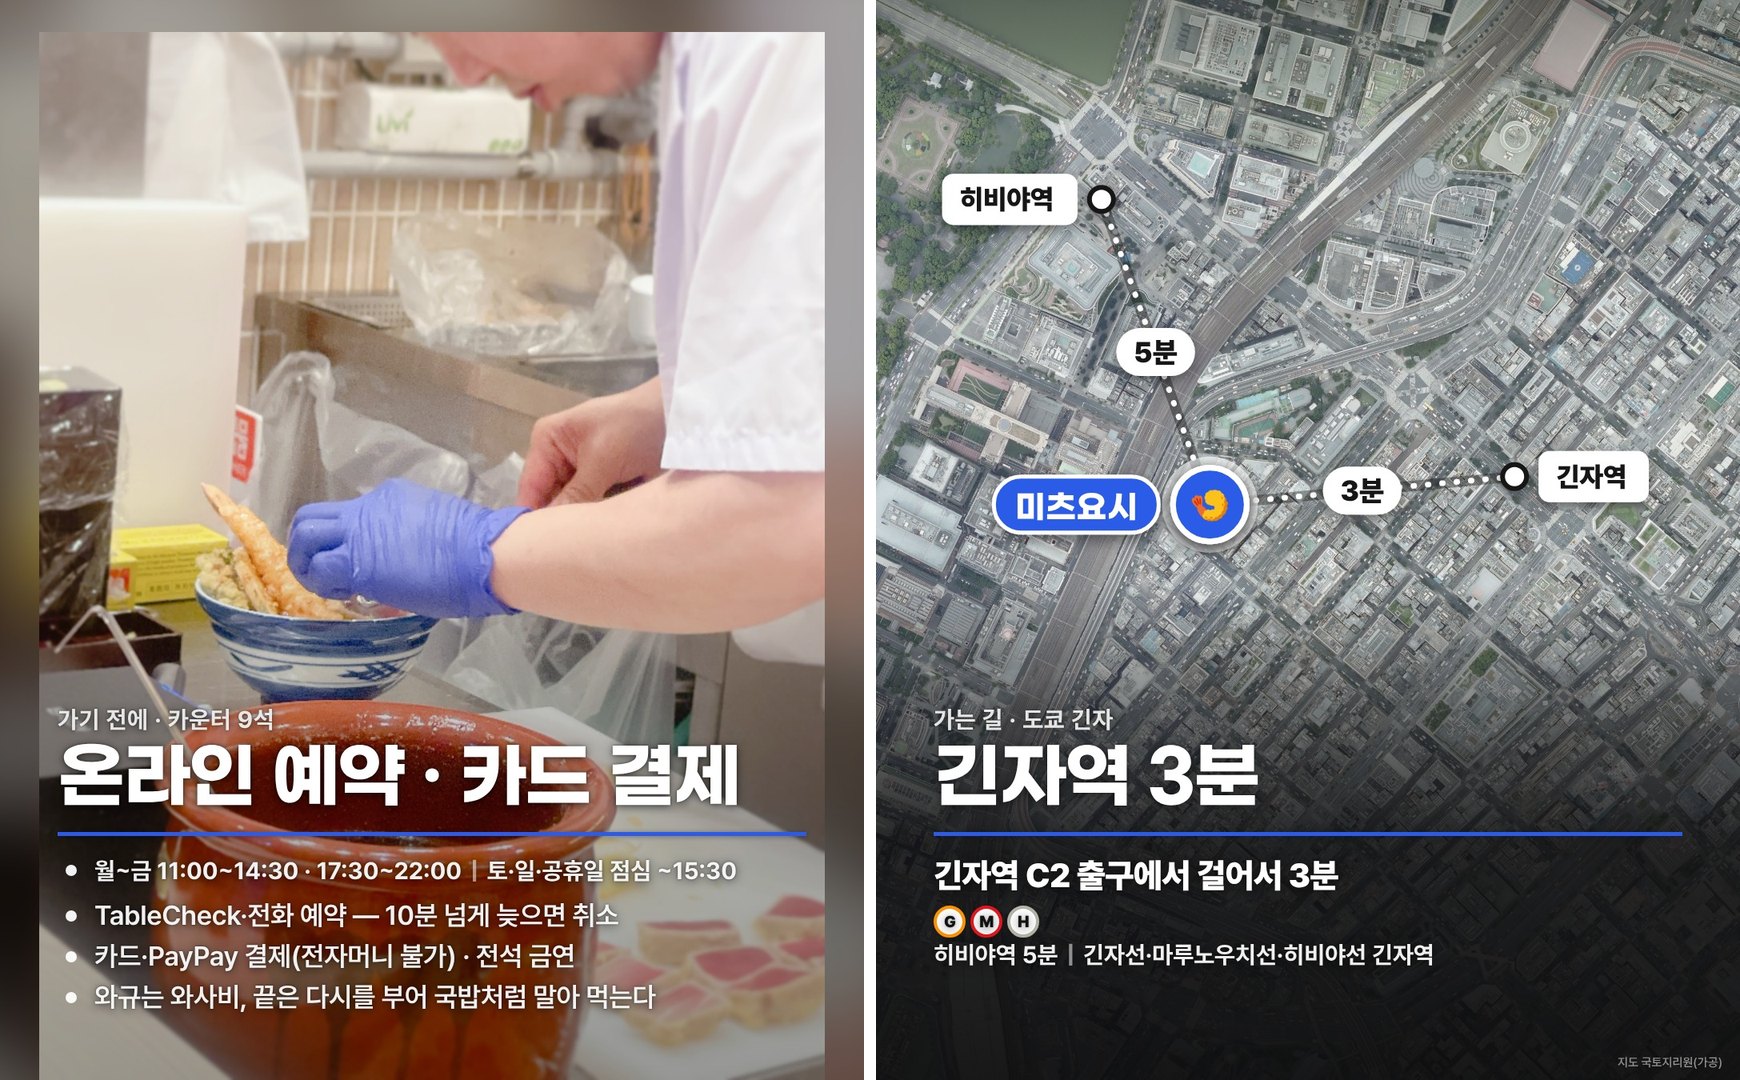 가기 전에 · 카운터 9석
온라인 예약 · 카드 결제
월~금 11:00~14:30 · 17:30~22:00 | 토·일·공휴일 점심 ~15:30
TableCheck·전화 예약 — 10분 넘게 늦으면 취소
카드·PayPay 결제(전자머니 불가) · 전석 금연
와규는 와사비, 끝은 다시를 부어 국밥처럼 말아 먹는다
히비야역
5분
미츠요시
3분
긴자역
가는 길 · 도쿄 긴자
긴자역 3분
긴자역 C2 출구에서 걸어서 3분
G M H
히비야역 5분 | 긴자선·마루노우치선·히비야선 긴자역
지도 국토지리원(가공)